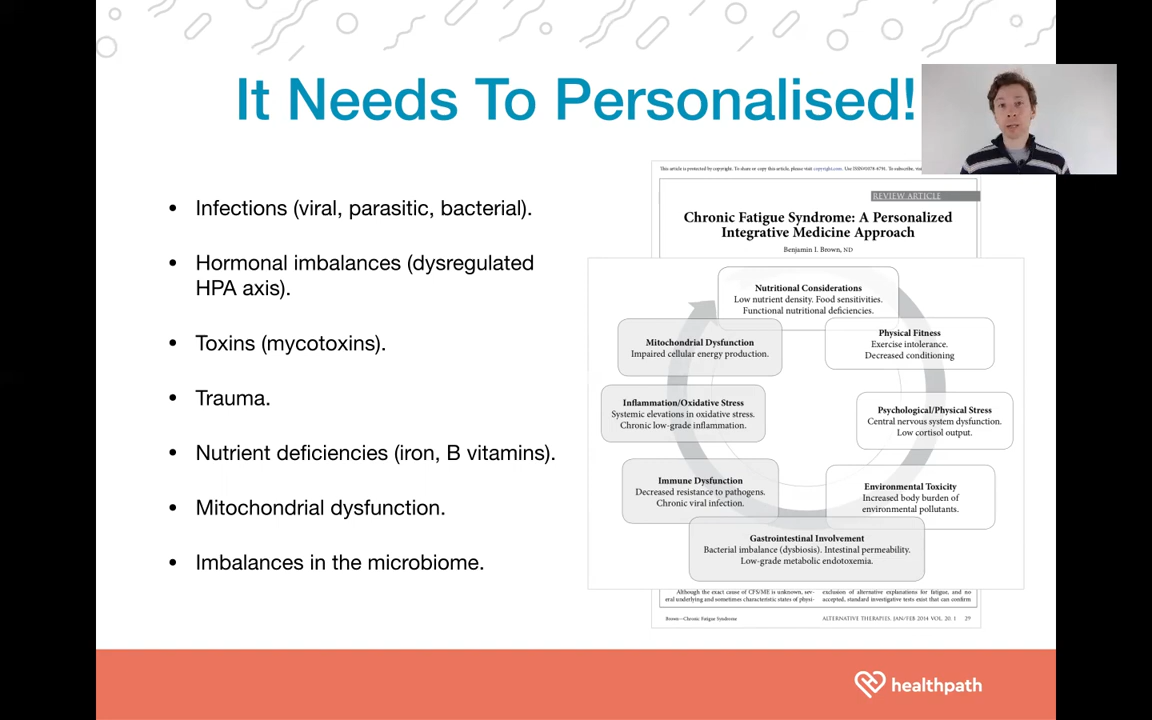 It Needs To Personalised!
• Infections (viral, parasitic, bacterial).
• Hormonal imbalances (dysregulated
HPA axis).
• Toxins (mycotoxins).
• Trauma.
• Nutrient deficiencies (iron, B vitamins).
• Mitochondrial dysfunction.
• Imbalances in the microbiome.
This article is protected by copyright. To share or copy this article, please visit copyright.com. Use ISSN#1078-6791. To subscribe,
REVIEW ARTICLE
Chronic Fatigue Syndrome: A Personalized
Integrative Medicine Approach
Benjamin I. Brown, ND
Nutritional Considerations
Low nutrient density. Food sensitivities.
Functional nutritional deficiencies.
Physical Fitness
Exercise intolerance.
Decreased conditioning
Psychological/Physical Stress
Central nervous system dysfunction.
Low cortisol output.
Environmental Toxicity
Increased body burden of
environmental pollutants.
Gastrointestinal Involvement
Bacterial imbalance (dysbiosis). Intestinal permeability.
Low-grade metabolic endotoxemia.
Immune Dysfunction
Decreased resistance to pathogens.
Chronic viral infection.
Inflammation/Oxidative Stress
Systemic elevations in oxidative stress.
Chronic low-grade inflammation.
Mitochondrial Dysfunction
Impaired cellular energy production.
Although the exact cause of CFS/ME is unknown, sev-
eral underlying and sometimes characteristic states of physi-
exclusion of alternative explanations for fatigue, and no
accepted, standard investigative tests exist that can confirm
Brown—Chronic Fatigue Syndrome
ALTERNATIVE THERAPIES, JAN/FEB 2014 VOL. 20, 1 29
healthpath